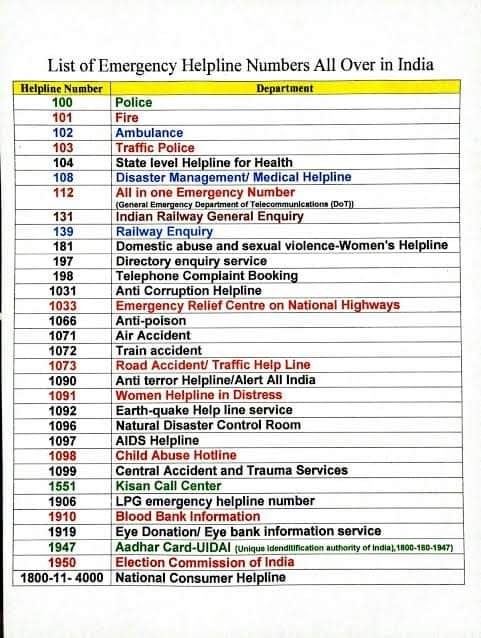 List of Emergency Helpline Numbers All Over in India
Helpline Number Department
100 Police
101 Fire
102 Ambulance
103 Traffic Police
104 State level Helpline for Health
108 Disaster Management/ Medical Helpline
112 All in one Emergency Number
(General Emergency Department of Telecommunications (DoT))
131 Indian Railway General Enquiry
139 Railway Enquiry
181 Domestic abuse and sexual violence-Women's Helpline
197 Directory enquiry service
198 Telephone Complaint Booking
1031 Anti Corruption Helpline
1033 Emergency Relief Centre on National Highways
1066 Anti-poison
1071 Air Accident
1072 Train accident
1073 Road Accident/ Traffic Help Line
1090 Anti terror Helpline/Alert All India
1091 Women Helpline in Distress
1092 Earth-quake Help line service
1096 Natural Disaster Control Room
1097 AIDS Helpline
1098 Child Abuse Hotline
1099 Central Accident and Trauma Services
1551 Kisan Call Center
1906 LPG emergency helpline number
1910 Blood Bank Information
1919 Eye Donation/ Eye bank information service
1947 Aadhar Card-UIDAI (Unique Idenditification authority of India),1800-180-1947)
1950 Election Commission of India
1800-11- 4000 National Consumer Helpline